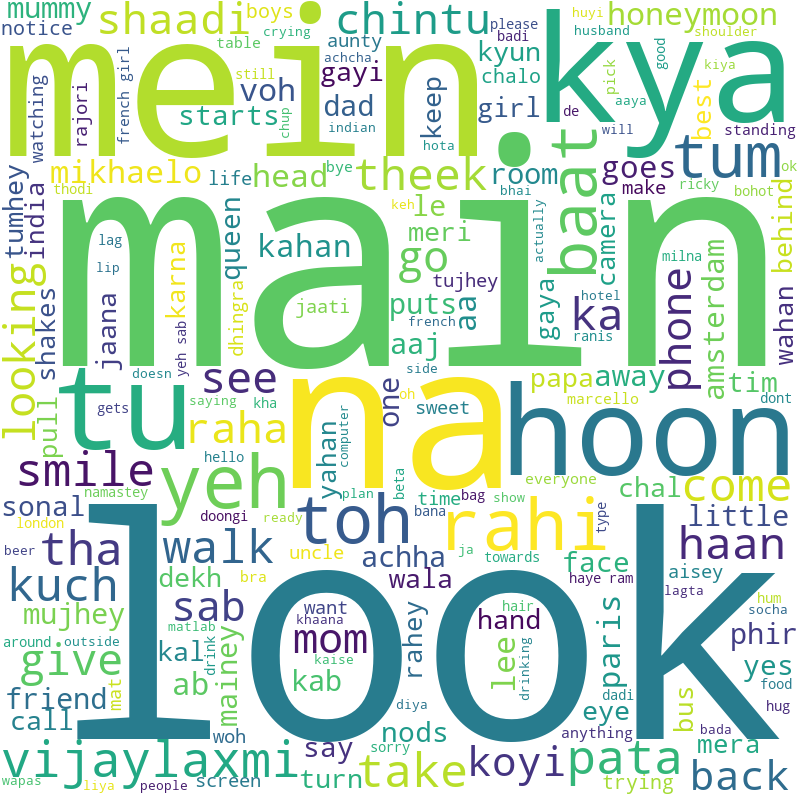 mummy shaadi boys chintu please huyi honeymoon
notice table crying aunty badi husband shoulder
mein kya
watching rajori french girl still achcha gayi kyun chalo pick good kiya
voh dad keep girl aaya best
starts chup indian hota de will standing
mikhaelo bye room baat goes tum ok
thodi life head theek bhai make ricky bohot
tumhey india queen keh le actually camera behind
main
lag kahan meri go milna
lip tujhey gaya hotel amsterdam wahan
looking shakes jaana karna dhingra jaati puts aa ka phone
yeh sab aaj french ranis
tu doesn see na side papa away tim
pull gets saying kha one oh sweet marcello dont
raha hoon
smile hello yahan computer everyone
yeh come
sonal namastey doongi toh plan beta time bag show chal little
london ready bana rahi type
beer tha walk uncle achha ja towards face haan
kuch dekh bra wala haye ram aisey lagta
mujhey sab want hair hum socha
matlab khaana mom rahey hand paris phir
around outside kal drink kaise lee drinking dadi yes
give mainey ab kab food
friend mat diya eye bus hug
call woh look nods anything bada mera
vijaylaxmi say sorry koyi pata
wapas liya people screen turn take trying back